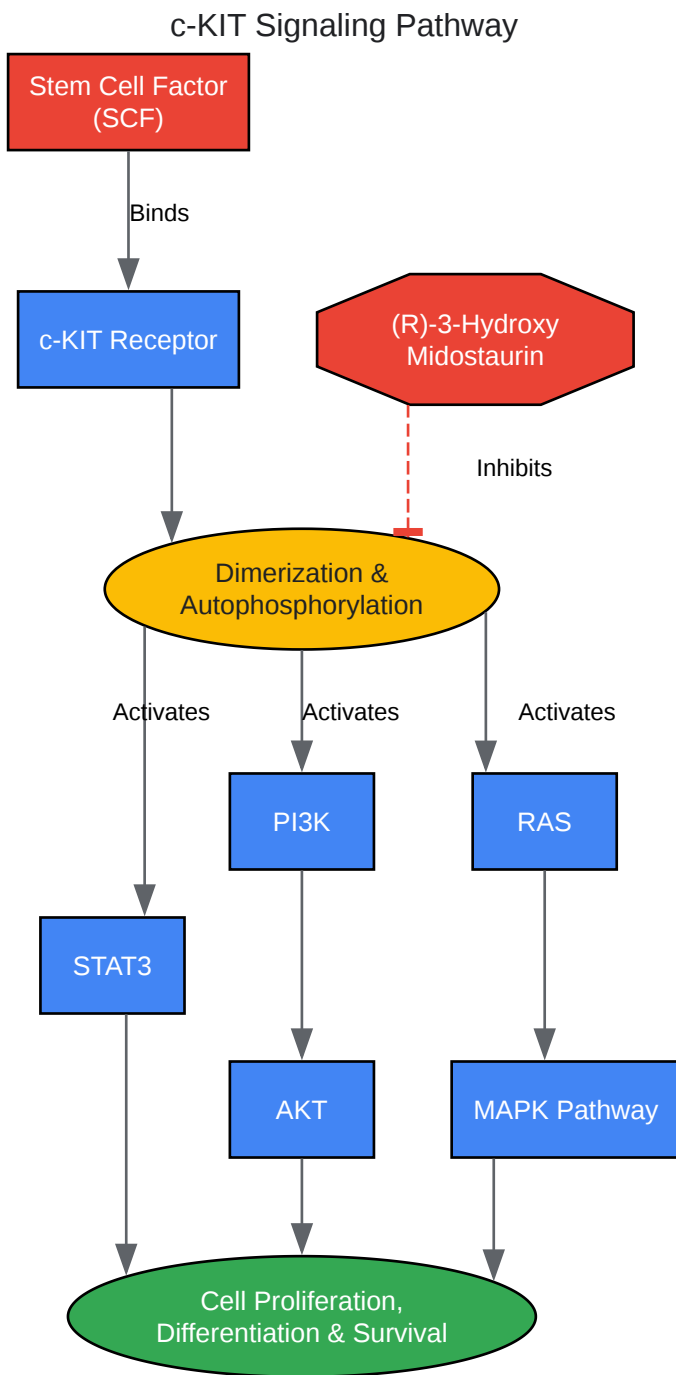 c-KIT Signaling Pathway
Stem Cell Factor
(SCF)
Binds
c-KIT Receptor
(R)-3-Hydroxy
Midostaurin
Inhibits
Dimerization &
Autophosphorylation
Activates
Activates
Activates
PI3K
RAS
STAT3
AKT
MAPK Pathway
Cell Proliferation,
Differentiation & Survival